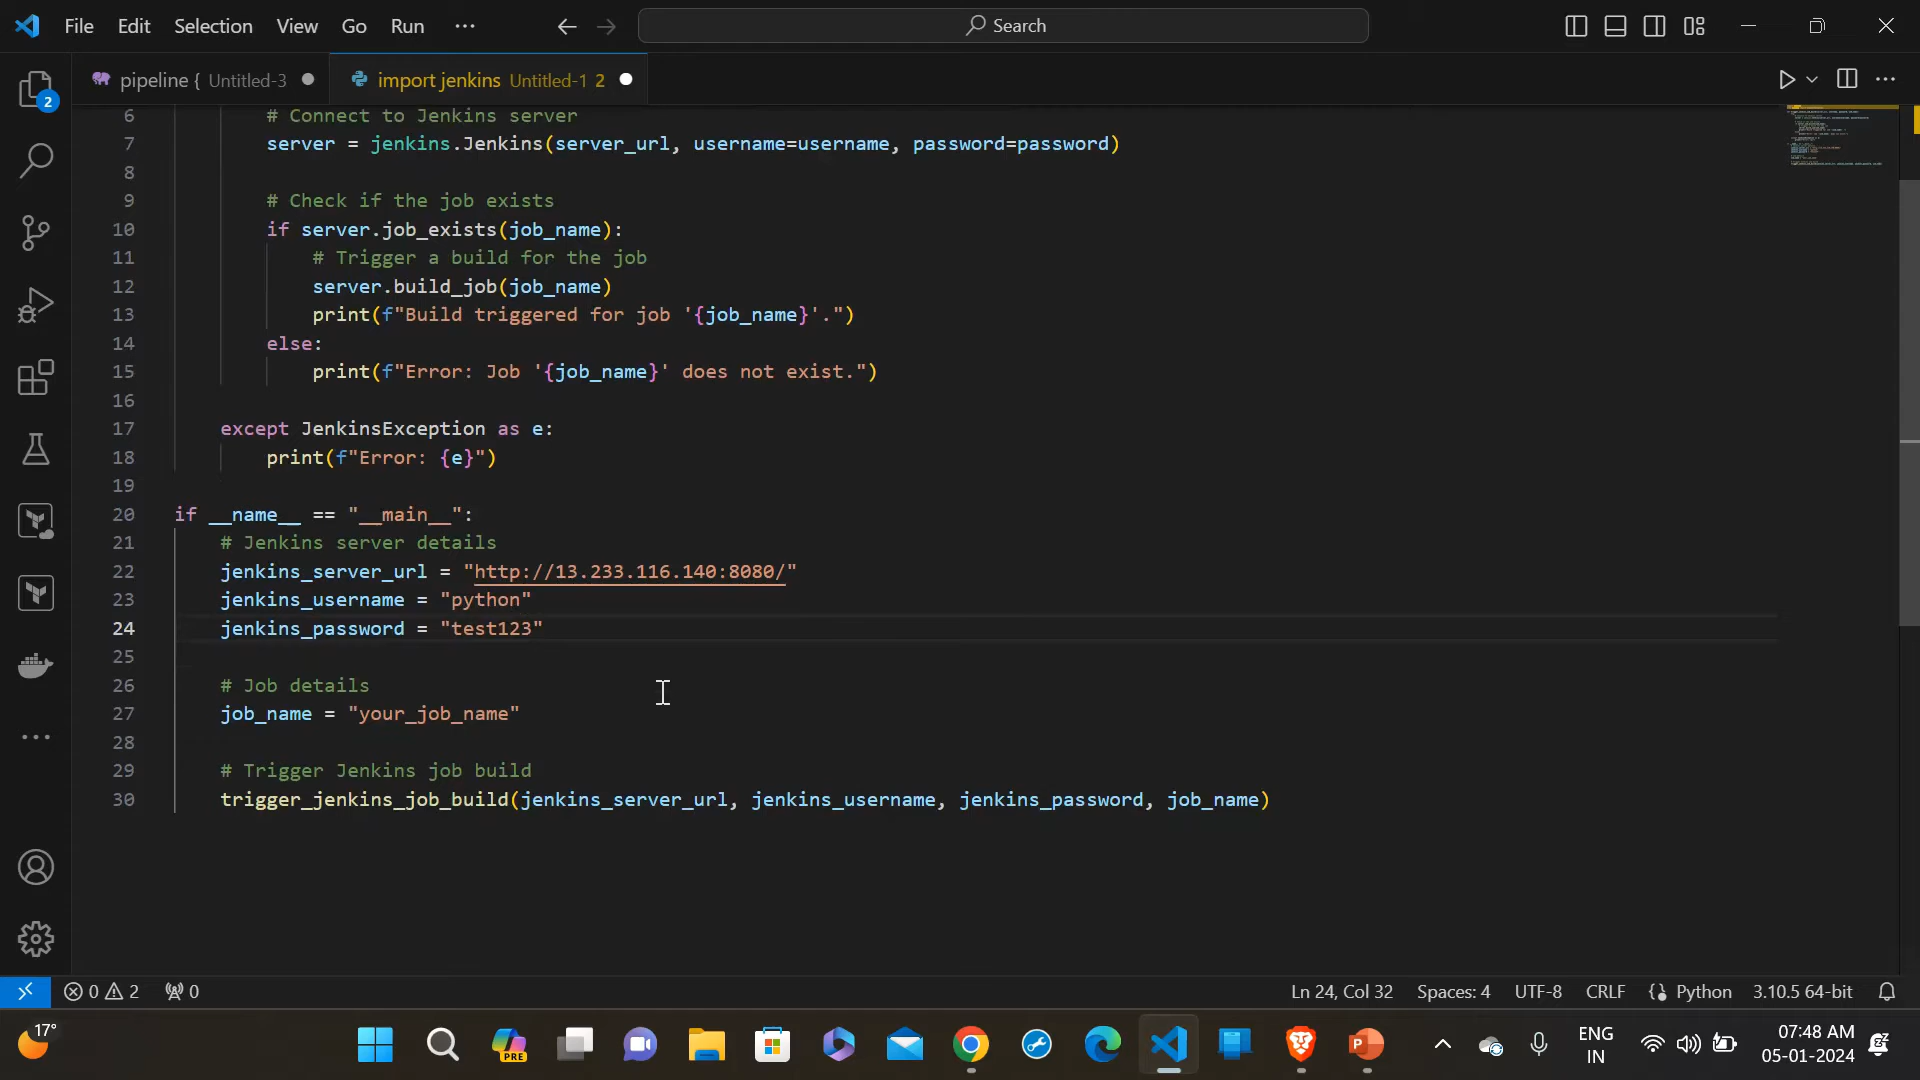 File Edit Selection View Go Run ··· Search
pipeline { Untitled-3
import jenkins Untitled-1 2
2
6 # Connect to Jenkins server
7 server = jenkins.Jenkins(server_url, username=username, password=password)
8
9 # Check if the job exists
10 if server.job_exists(job_name):
11 # Trigger a build for the job
12 server.build_job(job_name)
13 print(f"Build triggered for job '{job_name}'.")
14 else:
15 print(f"Error: Job '{job_name}' does not exist.")
16
17 except JenkinsException as e:
18 print(f"Error: {e}")
19
20 if __name__ == "__main__":
21 # Jenkins server details
22 jenkins_server_url = "http://13.233.116.140:8080/"
23 jenkins_username = "python"
24 jenkins_password = "test123"
25
26 # Job details
27 job_name = "your_job_name"
28
29 # Trigger Jenkins job build
30 trigger_jenkins_job_build(jenkins_server_url, jenkins_username, jenkins_password, job_name)
0 2 0 Ln 24, Col 32 Spaces: 4 UTF-8 CRLF Python 3.10.5 64-bit
17°
PRE
ENG
IN
07:48 AM
05-01-2024